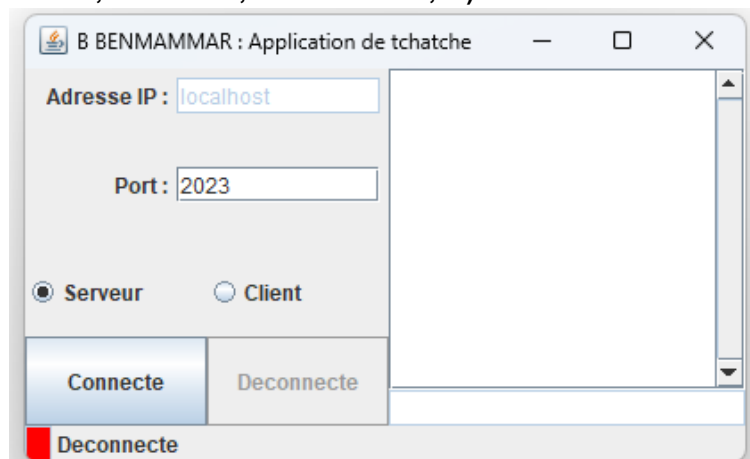 B BENMAMMAR : Application de tchatche
Adresse IP : localhost
Port : 2023
Serveur Client
Connecte Deconnecte
Deconnecte